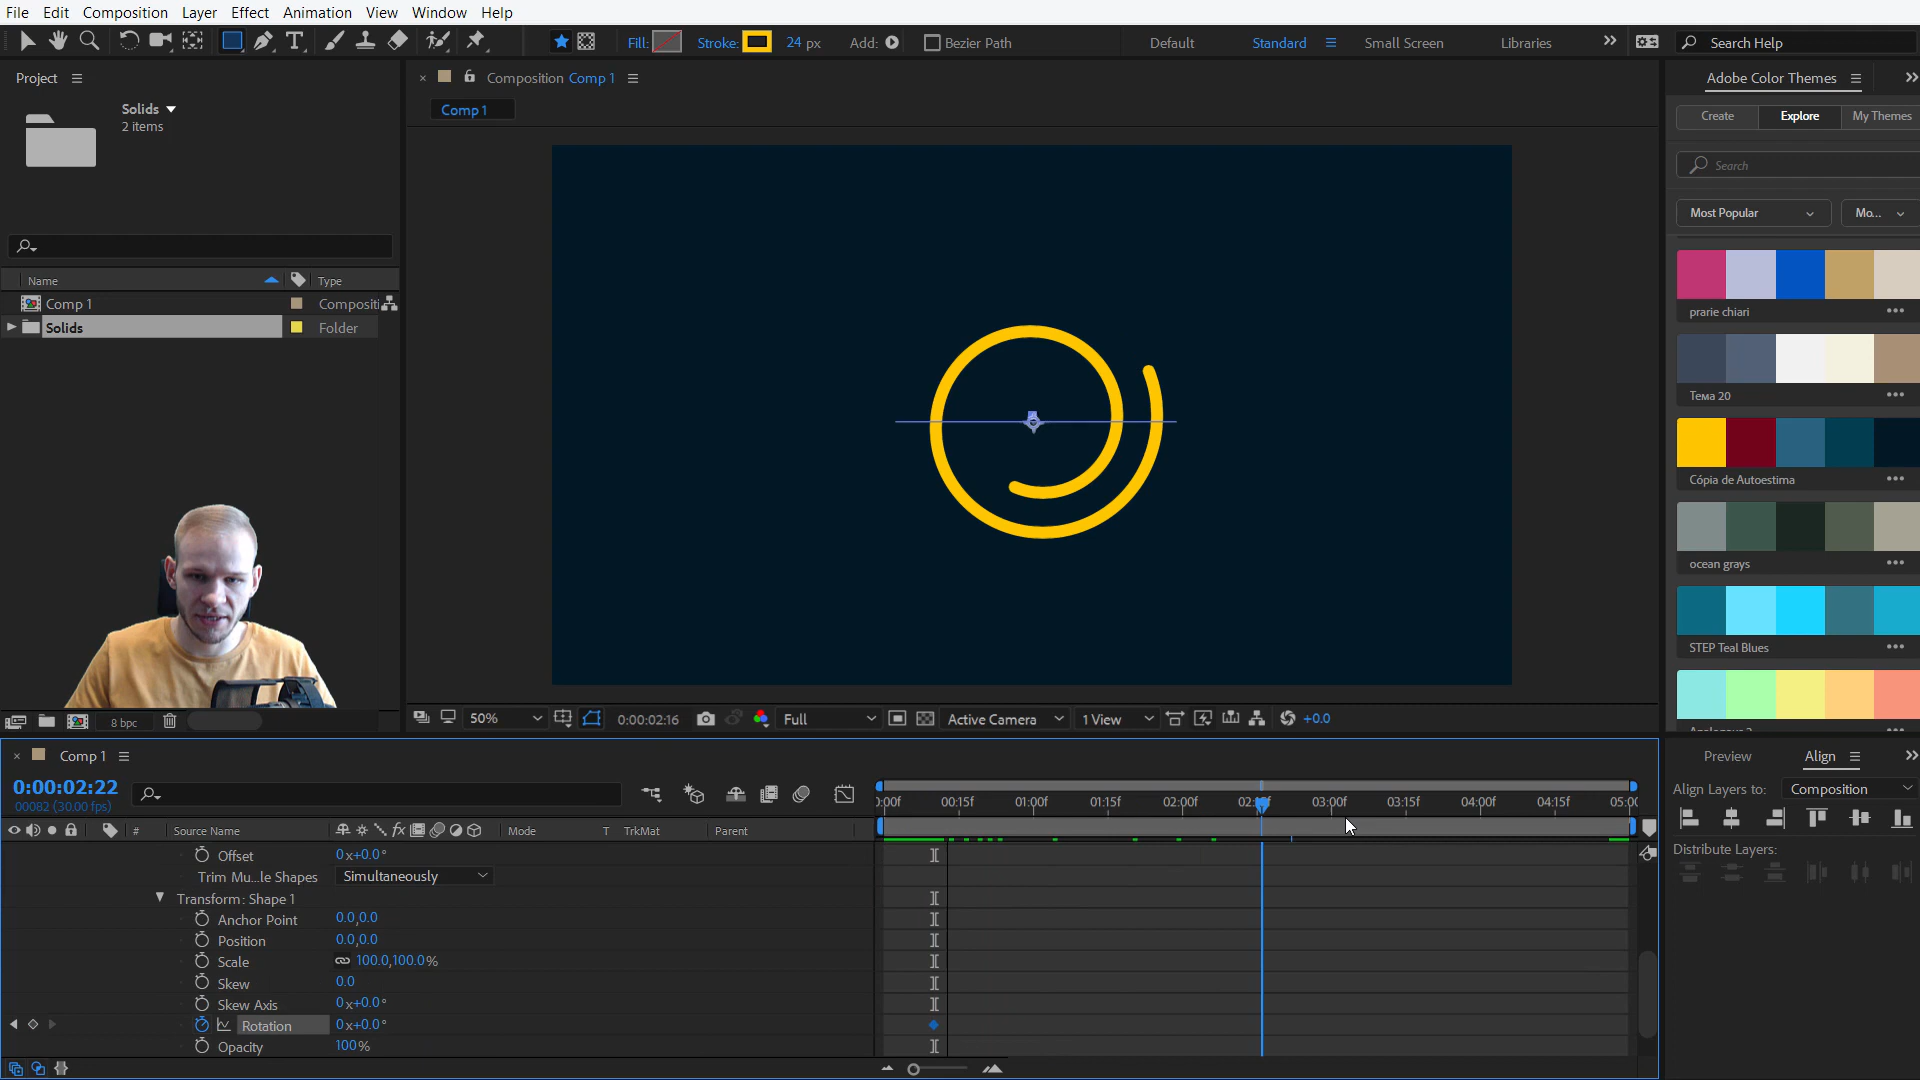 File Edit Composition Layer Effect Animation View Window Help
Fill: Stroke: 24 px Add: Bezier Path Default Standard Small Screen Libraries Search Help
Project
Solids
2 items
Name Type
Comp 1 Compositi
Solids Folder
8 bpc
Composition Comp 1
Comp 1
50% 0:00:02:16 Full Active Camera 1 View +0.0
Adobe Color Themes
Create Explore My Themes
Search
Most Popular Mo...
prarie chiari
Тема 20
Cópia de Autoestima
ocean grays
STEP Teal Blues
Preview Align
Align Layers to: Composition
Distribute Layers:
Comp 1
0:00:02:22
00082 (30.00 fps)
# Source Name Mode T TrkMat Parent
0:00f 00:15f 01:00f 01:15f 02:00f 03:00f 03:15f 04:00f 04:15f 05:00
Offset 0x+0.0°
Trim Mu...le Shapes Simultaneously
Transform: Shape 1
Anchor Point 0.0,0.0
Position 0.0,0.0
Scale 100.0,100.0%
Skew 0.0
Skew Axis 0x+0.0°
Rotation 0x+0.0°
Opacity 100%